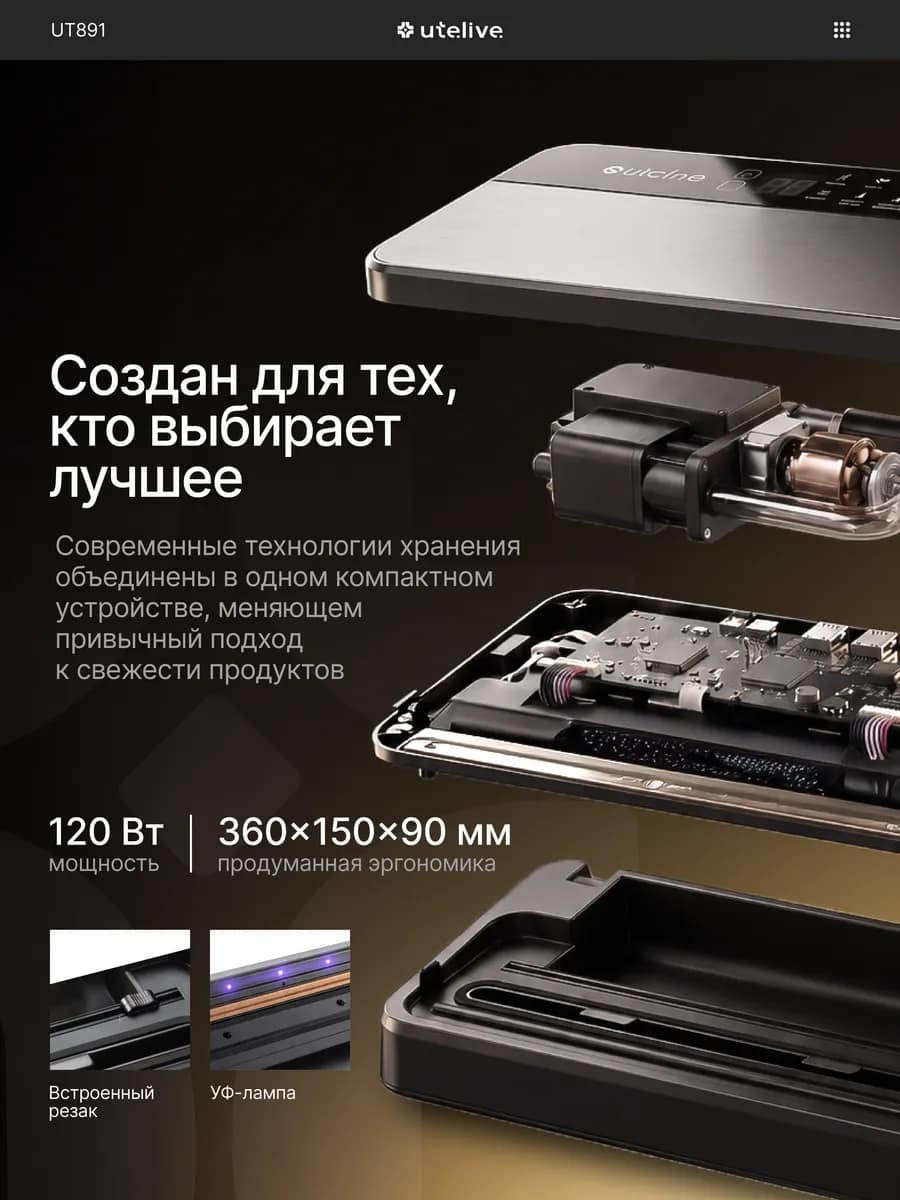 UT891
utelive
Создан для тех,
кто выбирает
лучшее
Современные технологии хранения
объединены в одном компактном
устройстве, меняющем
привычный подход
к свежести продуктов
120 Вт
мощность
360×150×90 мм
продуманная эргономика
Встроенный
резак
УФ-лампа